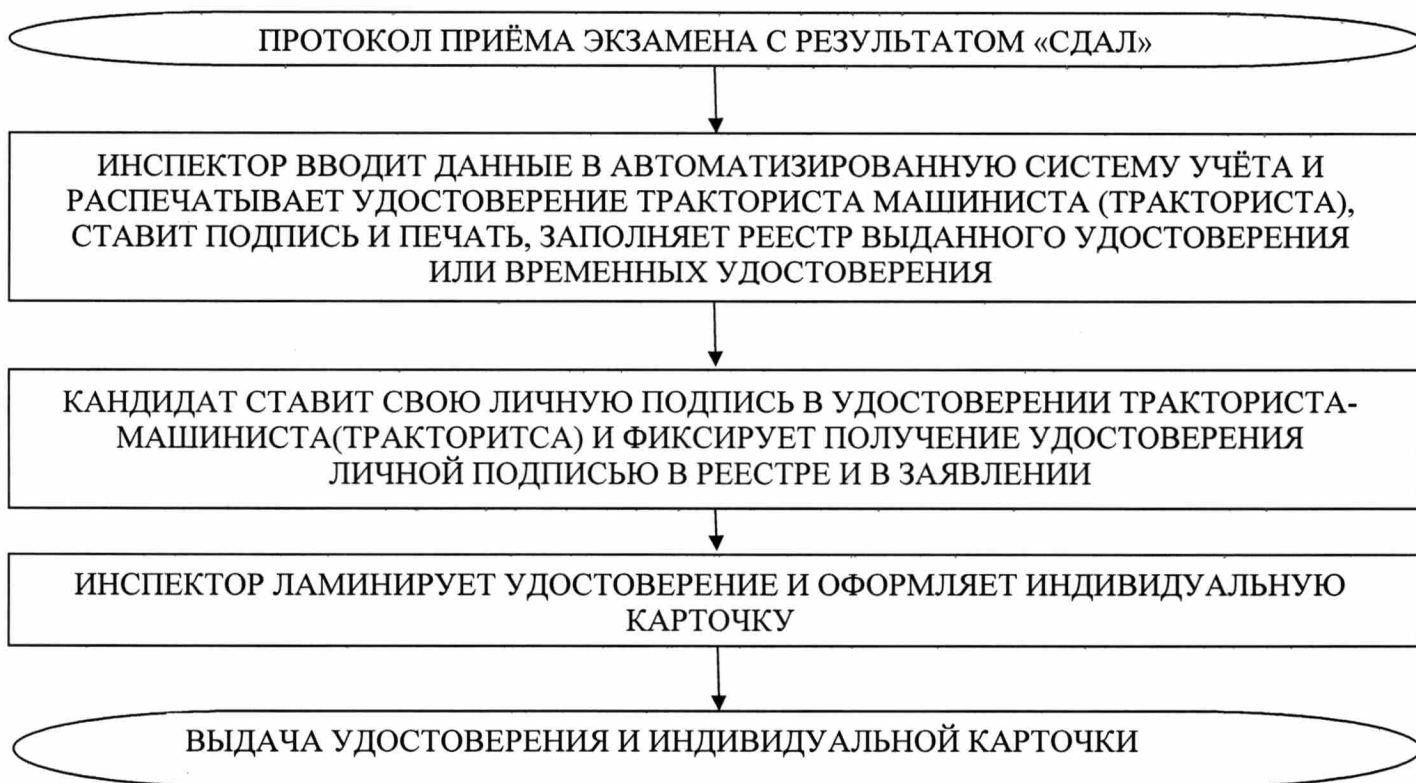 ПРОТОКОЛ ПРИЁМА ЭКЗАМЕНА С РЕЗУЛЬТАТОМ «СДАЛ»
ИНСПЕКТОР ВВОДИТ ДАННЫЕ В АВТОМАТИЗИРОВАННУЮ СИСТЕМУ УЧЁТА И
РАСПЕЧАТЫВАЕТ УДОСТОВЕРЕНИЕ ТРАКТОРИСТА МАШИНИСТА (ТРАКТОРИСТА),
СТАВИТ ПОДПИСЬ И ПЕЧАТЬ, ЗАПОЛНЯЕТ РЕЕСТР ВЫДАННОГО УДОСТОВЕРЕНИЯ
ИЛИ ВРЕМЕННЫХ УДОСТОВЕРЕНИЯ
КАНДИДАТ СТАВИТ СВОЮ ЛИЧНУЮ ПОДПИСЬ В УДОСТОВЕРЕНИИ ТРАКТОРИСТА-
МАШИНИСТА(ТРАКТОРИТСА) И ФИКСИРУЕТ ПОЛУЧЕНИЕ УДОСТОВЕРЕНИЯ
ЛИЧНОЙ ПОДПИСЬЮ В РЕЕСТРЕ И В ЗАЯВЛЕНИИ
ИНСПЕКТОР ЛАМИНИРУЕТ УДОСТОВЕРЕНИЕ И ОФОРМЛЯЕТ ИНДИВИДУАЛЬНУЮ
КАРТОЧКУ
ВЫДАЧА УДОСТОВЕРЕНИЯ И ИНДИВИДУАЛЬНОЙ КАРТОЧКИ